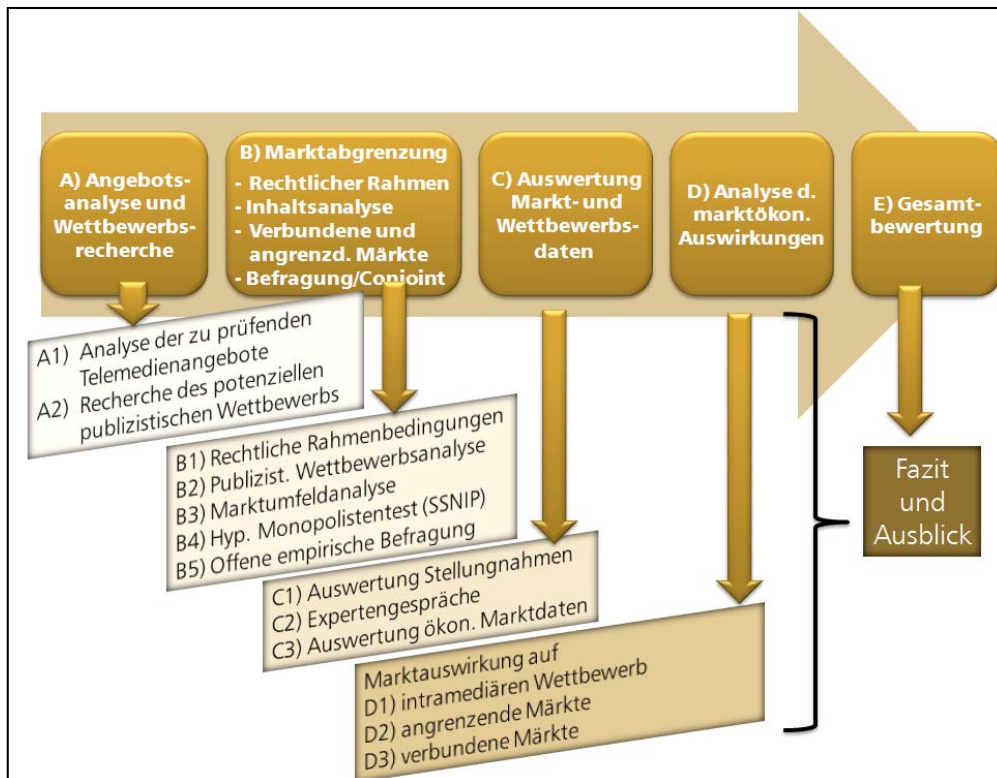 A) Angebots-
analyse und
Wettbewerbs-
recherche
B) Marktabgrenzung
- Rechtlicher Rahmen
- Inhaltsanalyse
- Verbundene und
angrenzd. Märkte
- Befragung/Conjoint
C) Auswertung
Markt- und
Wettbewerbs-
daten
D) Analyse d.
marktökon.
Auswirkungen
E) Gesamt-
bewertung
A1) Analyse der zu prüfenden
Telemedienangebote
A2) Recherche des potenziellen
publizistischen Wettbewerbs
B1) Rechtliche Rahmenbedingungen
B2) Publizist. Wettbewerbsanalyse
B3) Marktumfeldanalyse
B4) Hyp. Monopolistentest (SSNIP)
B5) Offene empirische Befragung
C1) Auswertung Stellungnahmen
C2) Expertengespräche
C3) Auswertung ökon. Marktdaten
Marktauswirkung auf
D1) intramediären Wettbewerb
D2) angrenzende Märkte
D3) verbundene Märkte
Fazit
und
Ausblick